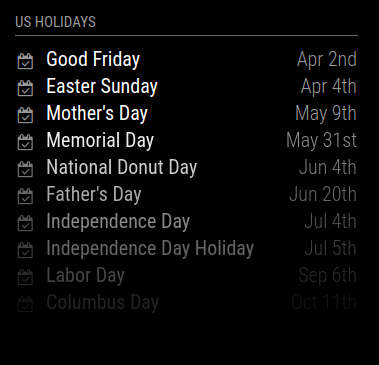 US HOLIDAYS
Good Friday Apr 2nd
Easter Sunday Apr 4th
Mother's Day May 9th
Memorial Day May 31st
National Donut Day Jun 4th
Father's Day Jun 20th
Independence Day Jul 4th
Independence Day Holiday Jul 5th
Labor Day Sep 6th
Columbus Day Oct 11th